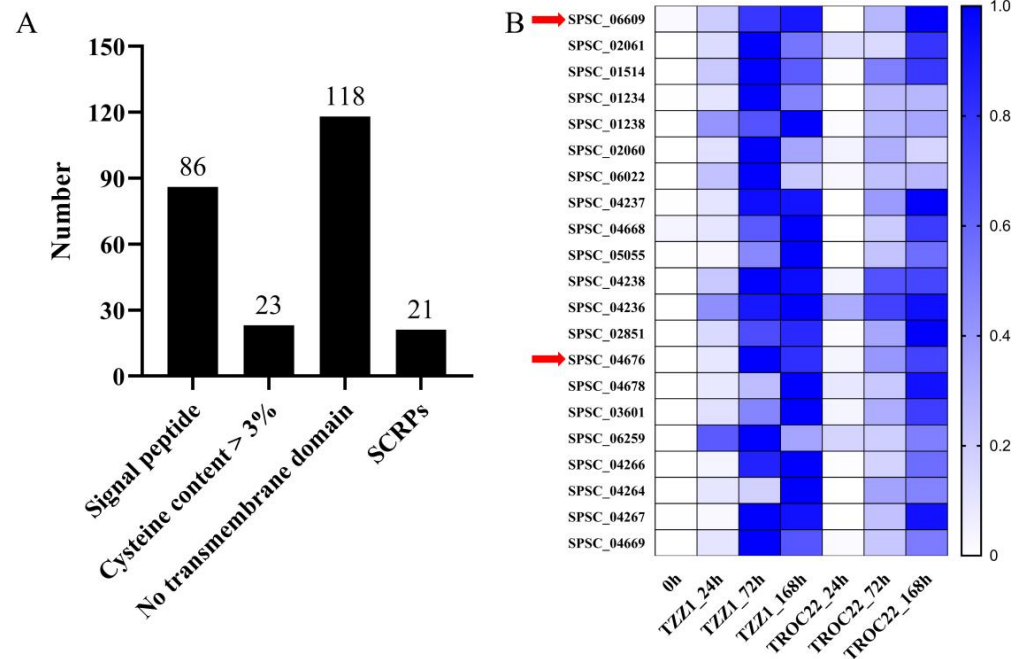 A
Number
150
120
90
60
30
0
86
23
118
21
Signal peptide
Cysteine content > 3%
No transmembrane domain
SCRPs
B
SPSC_06609
SPSC_02061
SPSC_01514
SPSC_01234
SPSC_01238
SPSC_02060
SPSC_06022
SPSC_04237
SPSC_04668
SPSC_05055
SPSC_04238
SPSC_04236
SPSC_02851
SPSC_04676
SPSC_04678
SPSC_03601
SPSC_06259
SPSC_04266
SPSC_04264
SPSC_04267
SPSC_04669
0h
TZZ1_24h
TZZ1_72h
TZZ1_168h
TROC22_24h
TROC22_72h
TROC22_168h
1.0
0.8
0.6
0.4
0.2
0